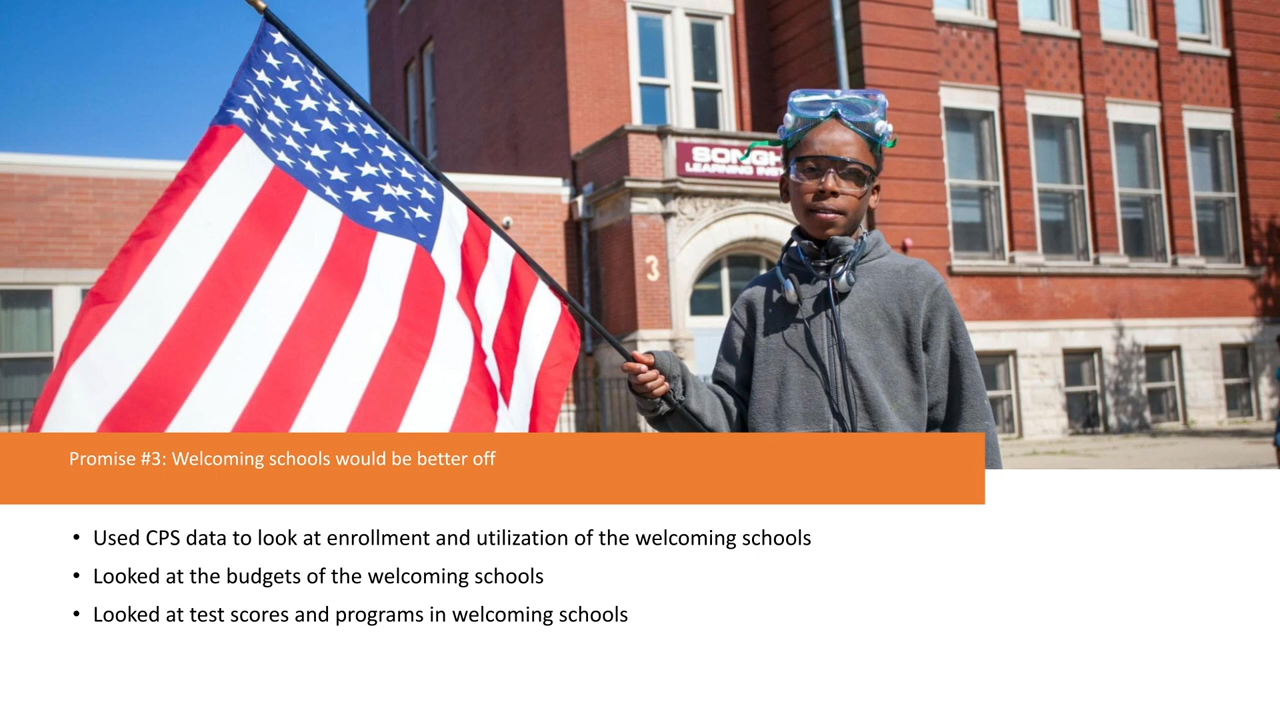 LEARNING
3
Promise #3: Welcoming schools would be better off
• Used CPS data to look at enrollment and utilization of the welcoming schools
• Looked at the budgets of the welcoming schools
• Looked at test scores and programs in welcoming schools